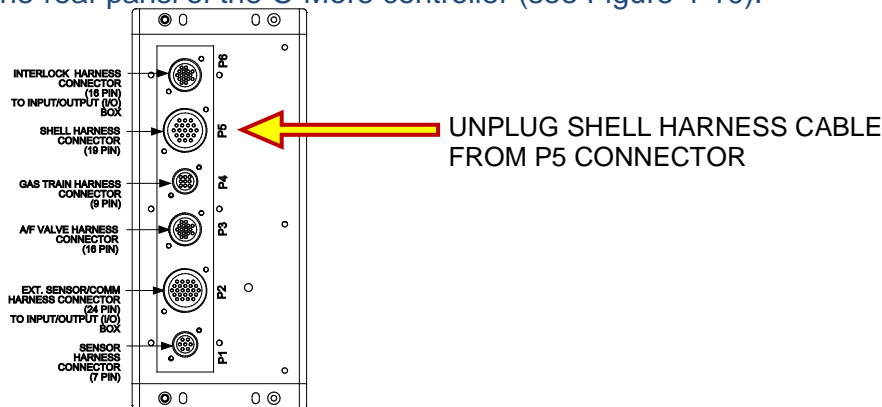 rear panel of the C-More controller (see Figure 4-10).
INTERLOCK HARNESS
CONNECTOR
(16 PIN)
TO INPUT/OUTPUT (I/O)
BOX
P6
SHELL HARNESS
CONNECTOR
(19 PIN)
P5
UNPLUG SHELL HARNESS CABLE
FROM P5 CONNECTOR
GAS TRAIN HARNESS
CONNECTOR
(9 PIN)
P4
A/F VALVE HARNESS
CONNECTOR
(16 PIN)
P3
EXT. SENSOR/COMM
HARNESS CONNECTOR
(24 PIN)
TO INPUT/OUTPUT (I/O)
BOX
P2
SENSOR
HARNESS
CONNECTOR
(7 PIN)
P1